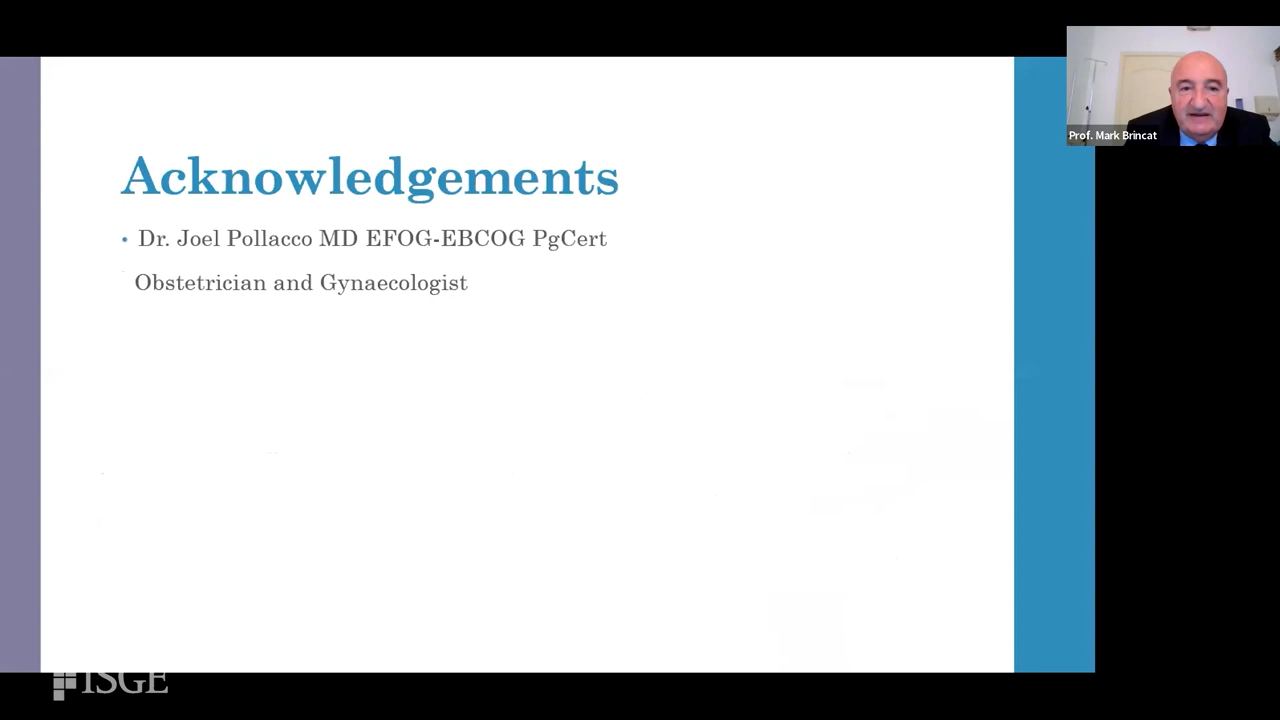 Prof. Mark Brincat
Acknowledgements
• Dr. Joel Pollacco MD EFOG-EBCOG PgCert
Obstetrician and Gynaecologist
ISGE